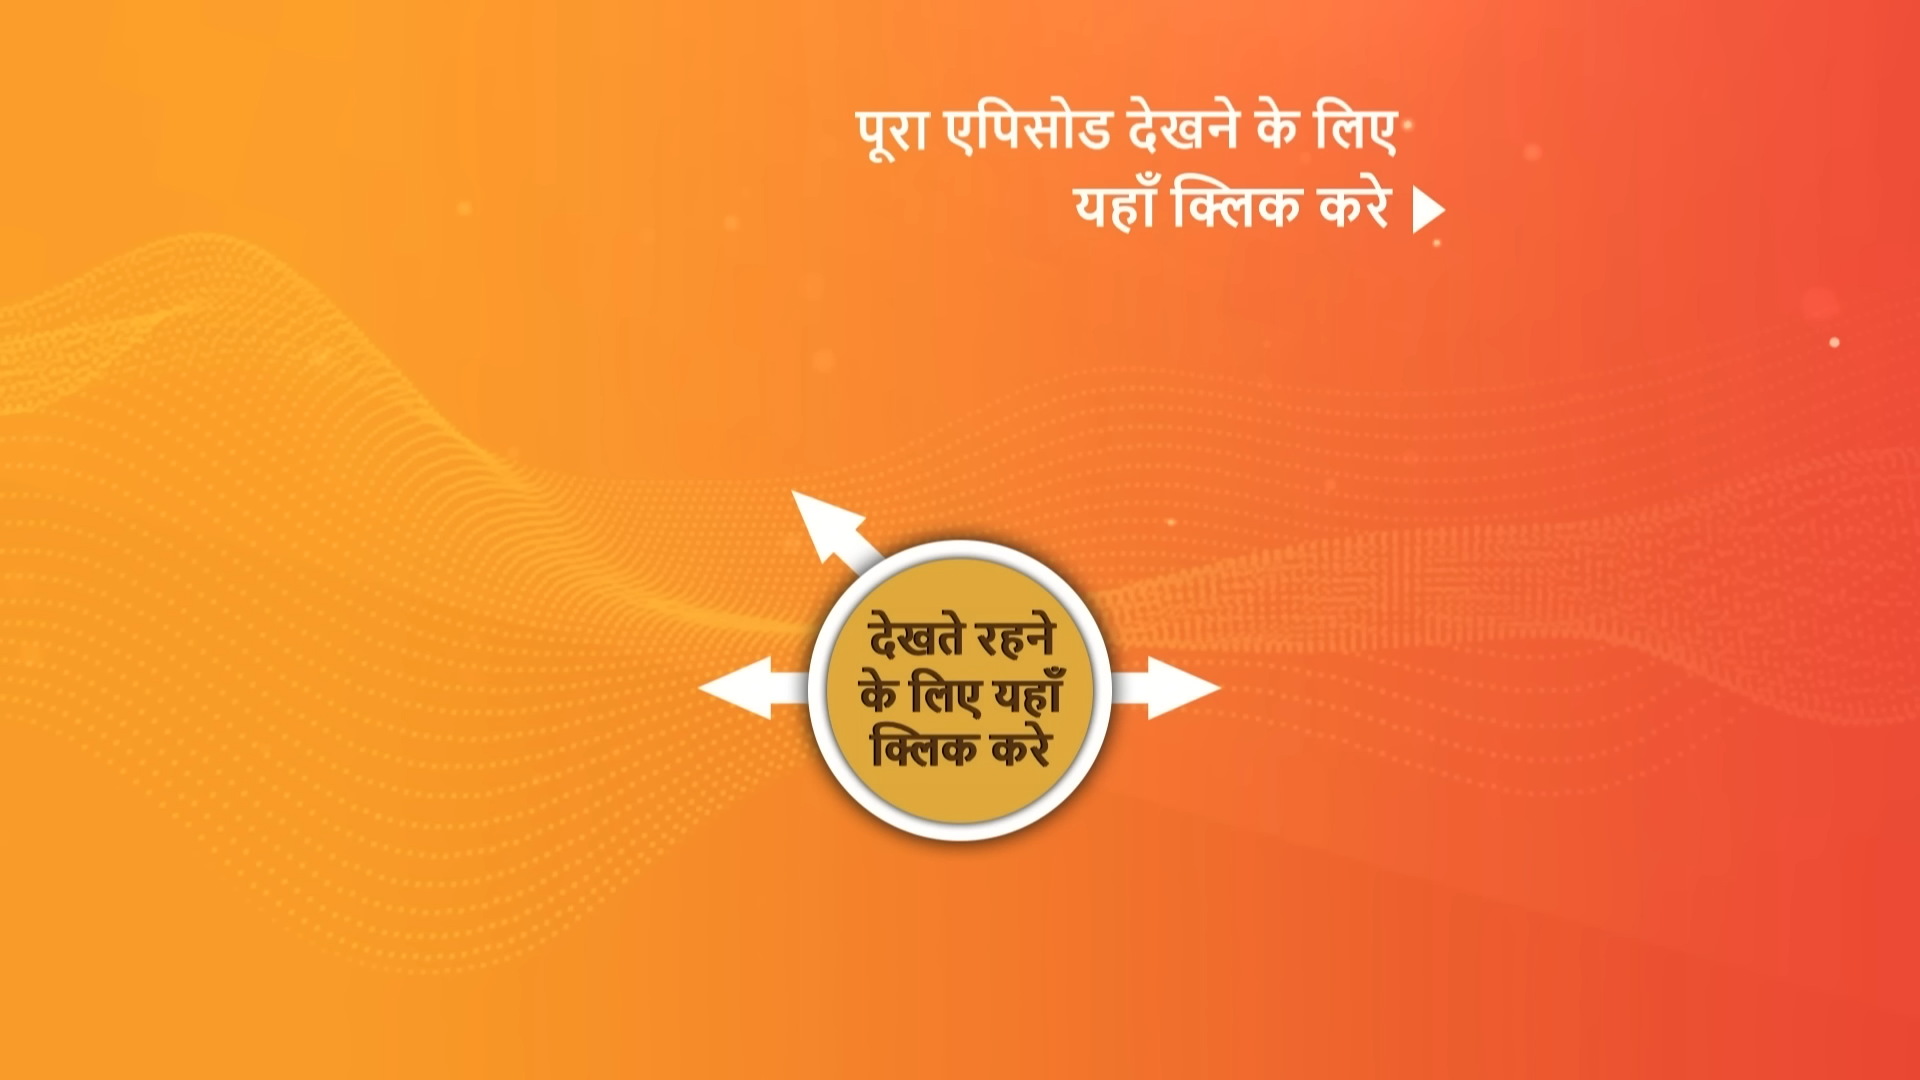 पूरा एपिसोड देखने के लिए
यहाँ क्लिक करे
देखते रहने
के लिए यहाँ
क्लिक करे